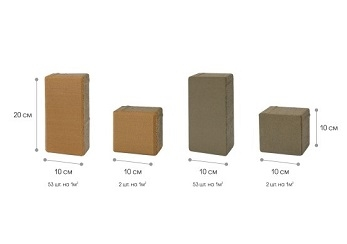 20 см
10 см
10 см 10 см 10 см 10 см
53 шт. на 1м² 2 шт. на 1м² 53 шт. на 1м² 2 шт. на 1м²